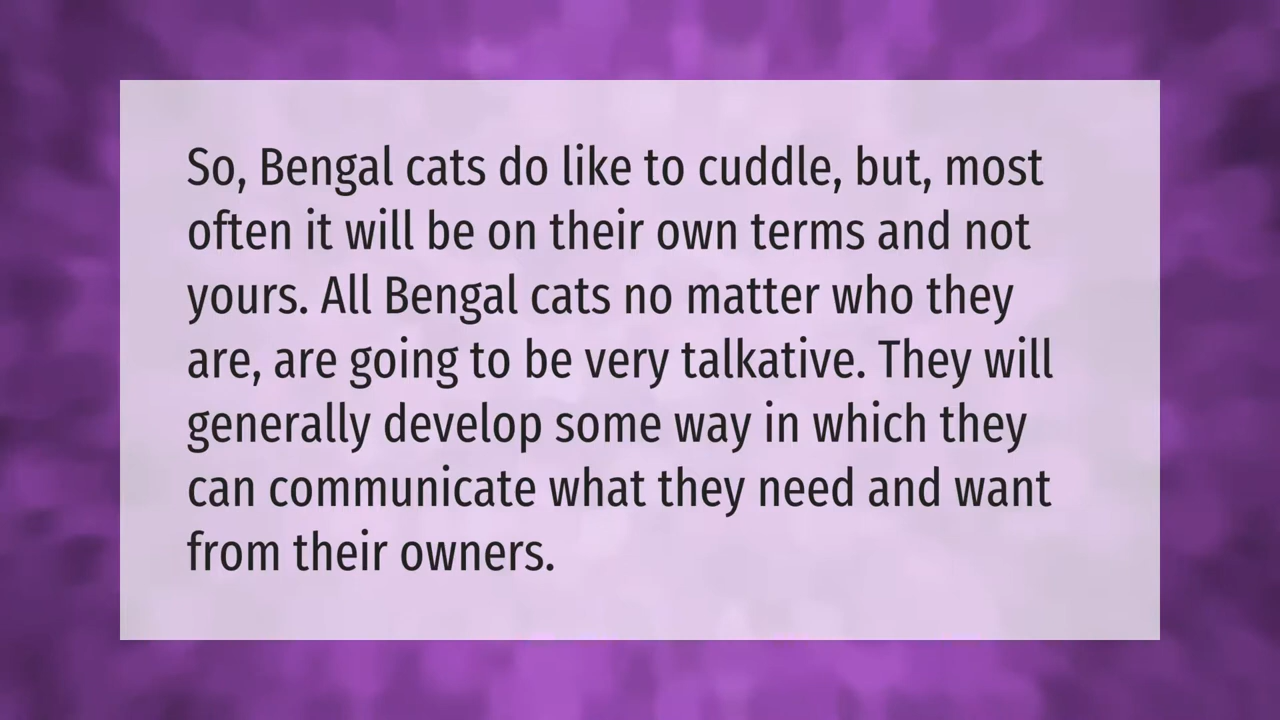 So, Bengal cats do like to cuddle, but, most
often it will be on their own terms and not
yours. All Bengal cats no matter who they
are, are going to be very talkative. They will
generally develop some way in which they
can communicate what they need and want
from their owners.